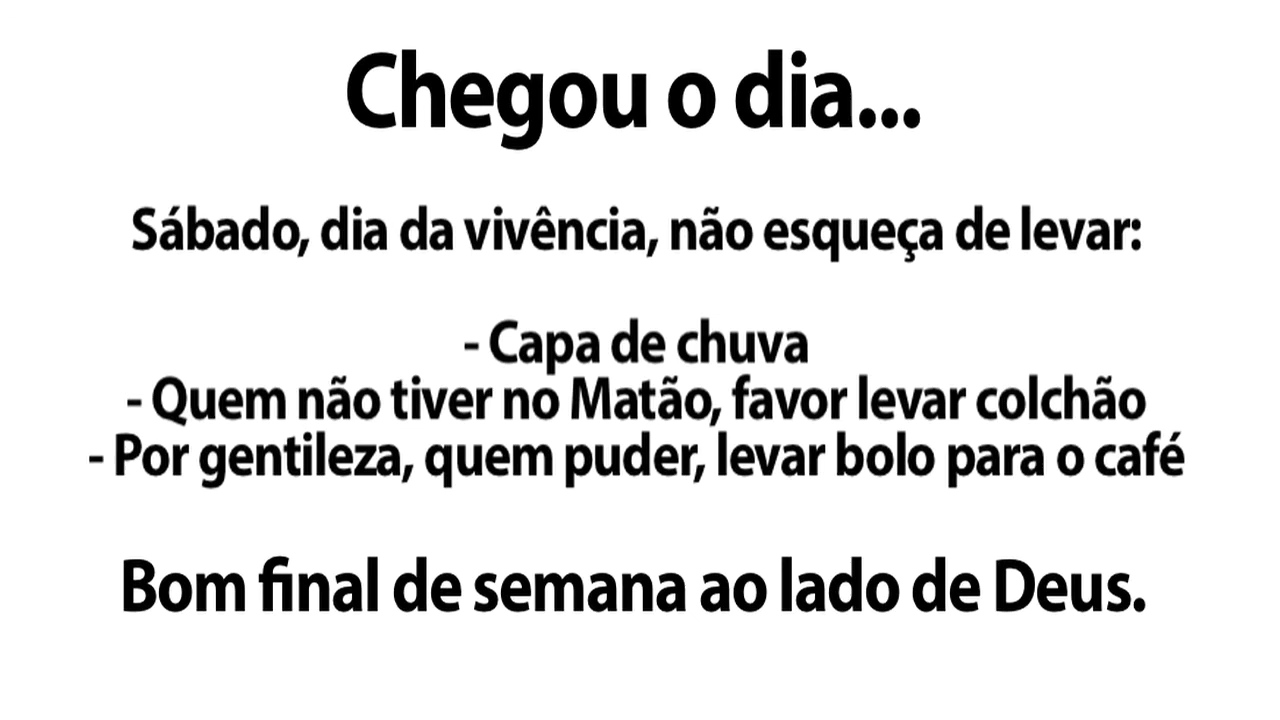 Chegou o dia...
Sábado, dia da vivência, não esqueça de levar:
- Capa de chuva
- Quem não tiver no Matão, favor levar colchão
- Por gentileza, quem puder, levar bolo para o café
Bom final de semana ao lado de Deus.